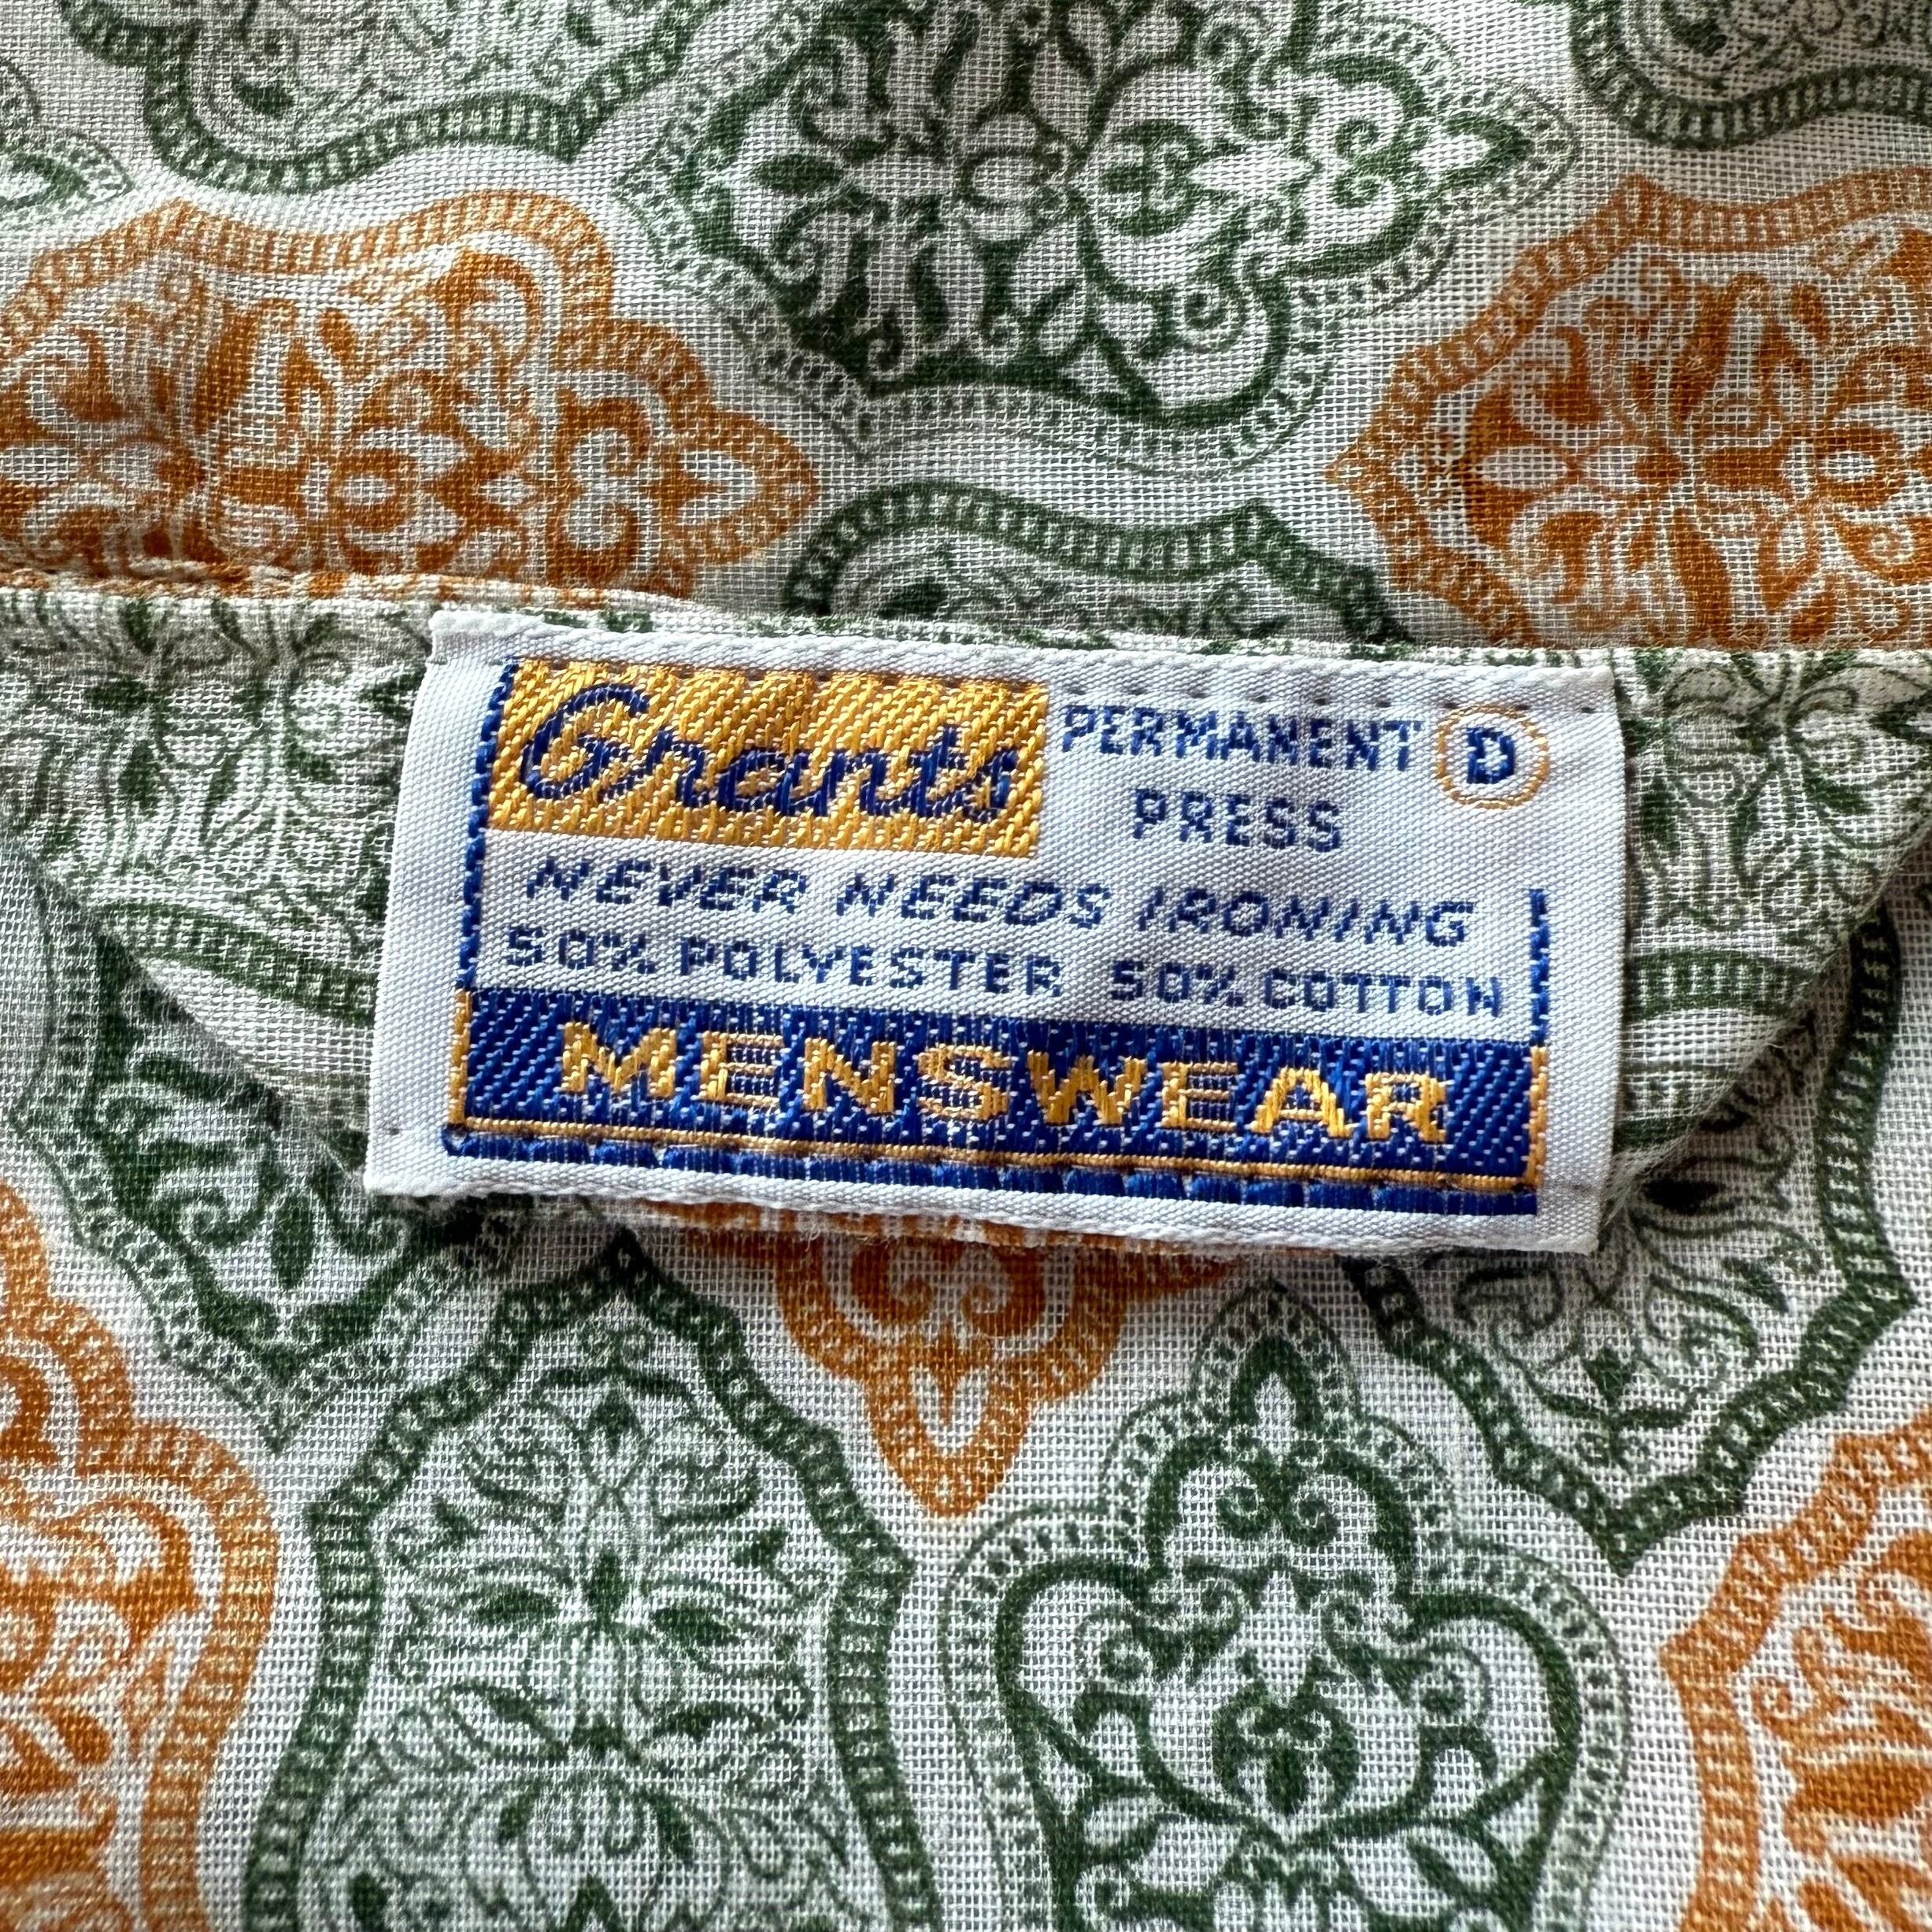 Grants PERMANENT D
PRESS
NEVER NEEDS IRONING
50% POLYESTER 50% COTTON
MENSWEAR